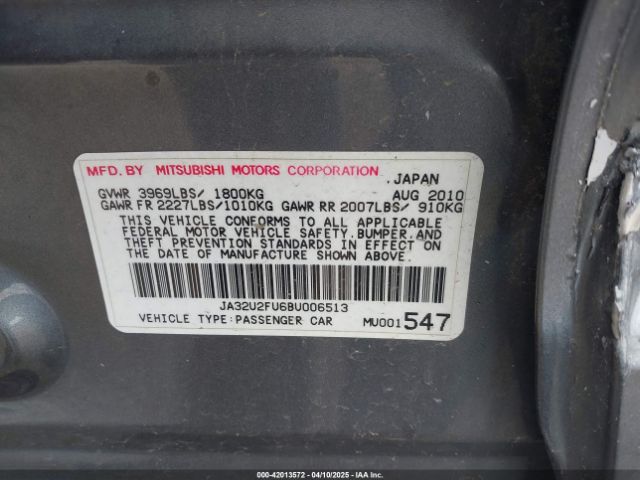 MFD. BY MITSUBISHI MOTORS CORPORATION
. JAPAN
GVWR 3969LBS/ 1800KG AUG 2010
GAWR FR 2227LBS/1010KG GAWR RR 2007LBS/ 910KG
THIS VEHICLE CONFORMS TO ALL APPLICABLE
FEDERAL MOTOR VEHICLE SAFETY.BUMPER.AND
THEFT PREVENTION STANDARDS IN EFFECT ON
THE DATE OF MANUFACTURE SHOWN ABOVE.
JA32U2FU6BU006513
VEHICLE TYPE:PASSENGER CAR MU001547
000-42013572 - 04/10/2025 - IAAI.COM